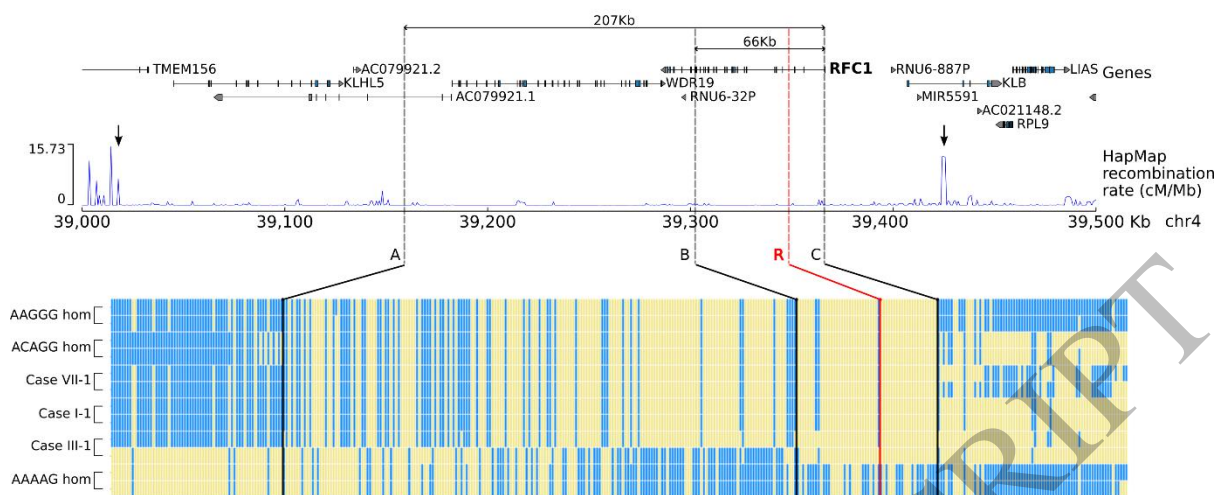 207Kb
66Kb
TMEM156
AC079921.2
RFC1
RNU6-887P
LIAS
Genes
KLHL5
WDR19
MIR5591
KLB
AC079921.1
RNU6-32P
AC021148.2
RPL9
15.73
0
HapMap
recombination
rate (cM/Mb)
39,000
39,100
39,200
39,300
39,400
39,500 Kb chr4
A
B
R
C
AAGGG hom
ACAGG hom
Case VII-1
Case I-1
Case III-1
AAAAG hom
RIPT